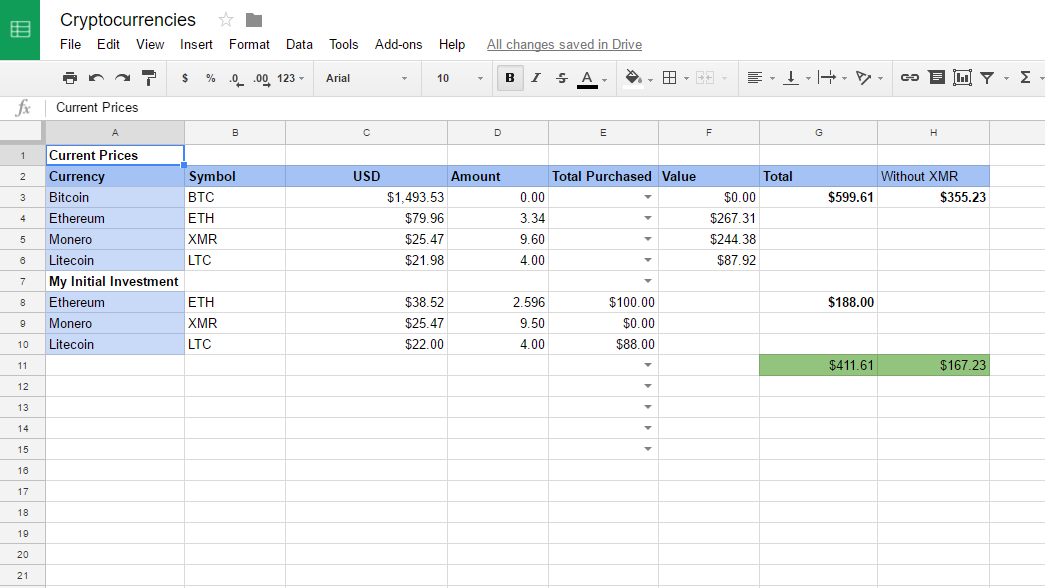 Cryptocurrencies
File Edit View Insert Format Data Tools Add-ons Help All changes saved in Drive
$ % .0 .00 123 Arial 10 B I S A Σ
fx Current Prices
A B C D E F G H
1 Current Prices
2 Currency Symbol USD Amount Total Purchased Value Total Without XMR
3 Bitcoin BTC $1,493.53 0.00 $0.00 $599.61 $355.23
4 Ethereum ETH $79.96 3.34 $267.31
5 Monero XMR $25.47 9.60 $244.38
6 Litecoin LTC $21.98 4.00 $87.92
7 My Initial Investment
8 Ethereum ETH $38.52 2.596 $100.00 $188.00
9 Monero XMR $25.47 9.50 $0.00
10 Litecoin LTC $22.00 4.00 $88.00
11 $411.61 $167.23
12
13
14
15
16
17
18
19
20
21